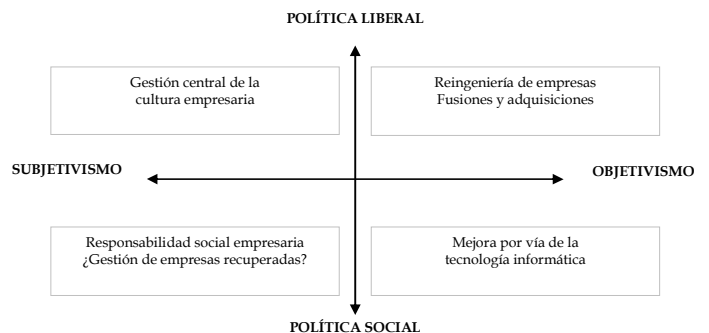 POLÍTICA LIBERAL
Gestión central de la
cultura empresaria
Reingeniería de empresas
Fusiones y adquisiciones
SUBJETIVISMO
OBJETIVISMO
Responsabilidad social empresaria
¿Gestión de empresas recuperadas?
Mejora por vía de la
tecnología informática
POLÍTICA SOCIAL